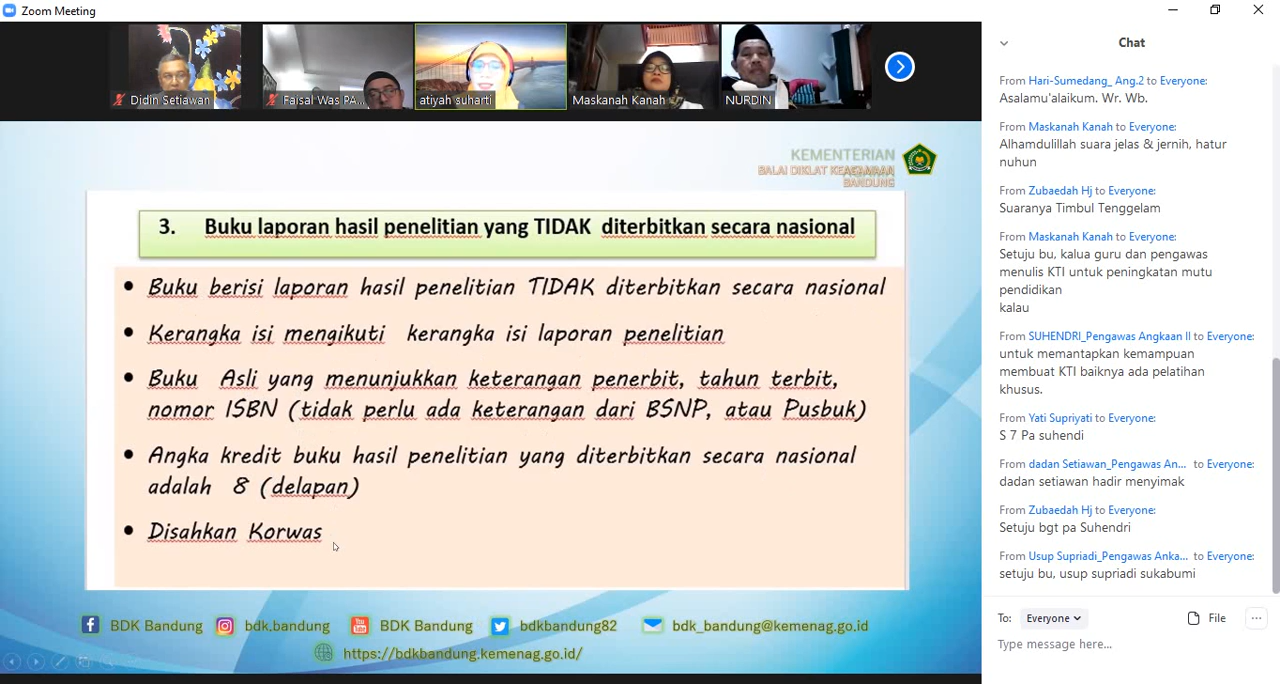 Zoom Meeting
Didin Setiawan
Faisal Was PA...
atiyah suharti
Maskanah Kanah
NURDIN
KEMENTERIAN
BALAI DIKLAT KEAGAMAAN
BANDUNG
3. Buku laporan hasil penelitian yang TIDAK diterbitkan secara nasional
• Buku berisi laporan hasil penelitian TIDAK diterbitkan secara nasional
• Kerangka isi mengikuti kerangka isi laporan penelitian
• Buku Asli yang menunjukkan keterangan penerbit, tahun terbit,
nomor ISBN (tidak perlu ada keterangan dari BSNP, atau Pusbuk)
• Angka kredit buku hasil penelitian yang diterbitkan secara nasional
adalah 8 (delapan)
• Disahkan Korwas
BDK Bandung bdk.bandung BDK Bandung bdkbandung82 bdk_bandung@kemenag.go.id
https://bdkbandung.kemenag.go.id/
Chat
From Hari-Sumedang_ Ang.2 to Everyone:
Asalamu'alaikum. Wr. Wb.
From Maskanah Kanah to Everyone:
Alhamdulillah suara jelas & jernih, hatur
nuhun
From Zubaedah Hj to Everyone:
Suaranya Timbul Tenggelam
From Maskanah Kanah to Everyone:
Setuju bu, kalua guru dan pengawas
menulis KTI untuk peningkatan mutu
pendidikan
kalau
From SUHENDRI_Pengawas Angkaan II to Everyone:
untuk memantapkan kemampuan
membuat KTI baiknya ada pelatihan
khusus.
From Yati Supriyati to Everyone:
S 7 Pa suhendi
From dadan Setiawan_Pengawas An... to Everyone:
dadan setiawan hadir menyimak
From Zubaedah Hj to Everyone:
Setuju bgt pa Suhendri
From Usup Supriadi_Pengawas Anka... to Everyone:
setuju bu, usup supriadi sukabumi
To: Everyone File ...
Type message here...